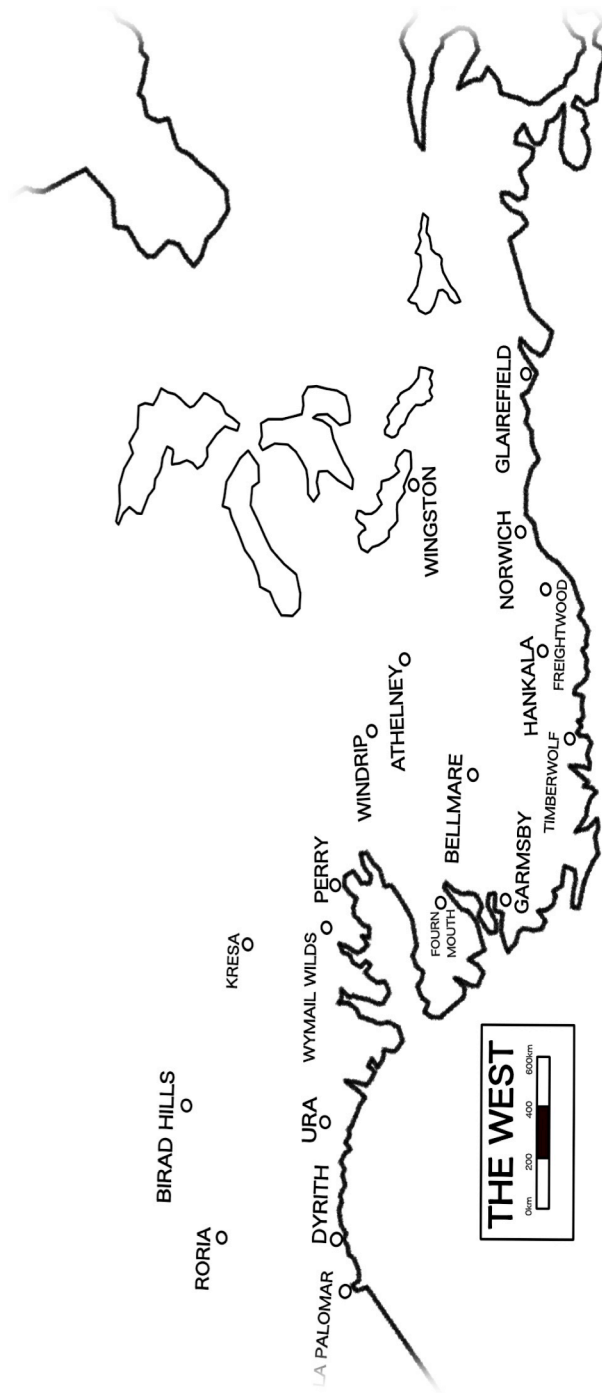 GLAIREFIELD
NORWICH
FREIGHTWOOD
HANKALA
TIMBERWOLF
GARMSBY
WINGSTON
ATHELNEY
WINDRIP
BELLMARE
PERRY
FOURN
MOUTH
WYMAIL WILDS
KRESA
BIRAD HILLS
URA
RORIA
DYRITH
LA PALOMAR
THE WEST
0km 200 400 600km